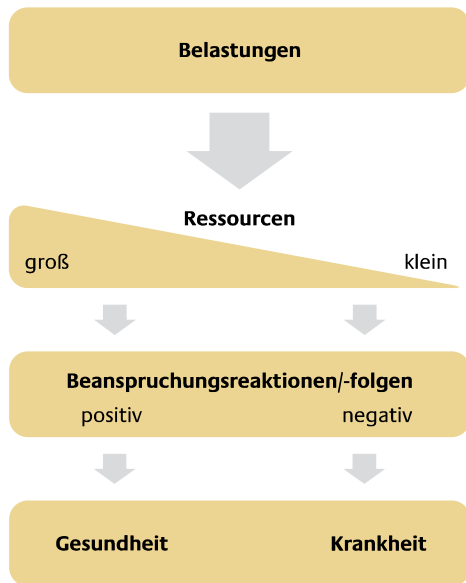 Belastungen
Ressourcen
groß klein
Beanspruchungsreaktionen/-folgen
positiv negativ
Gesundheit Krankheit